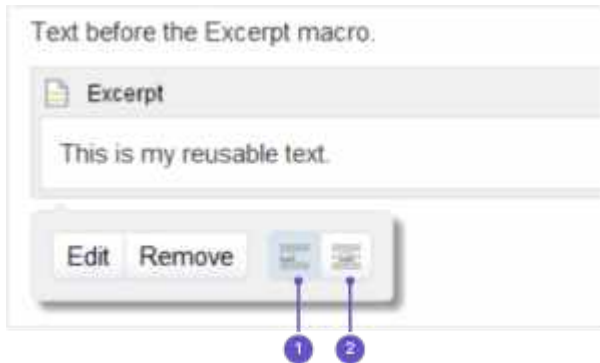 Text before the Excerpt macro.
Excerpt
This is my reusable text.
Edit Remove
1 2